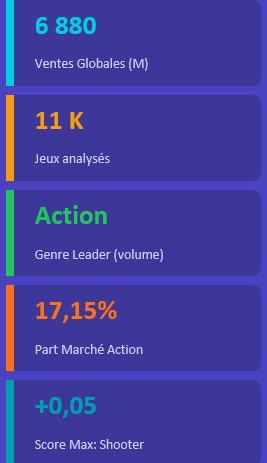 6 880
Ventes Globales (M)
11 K
Jeux analysés
Action
Genre Leader (volume)
17,15%
Part Marché Action
+0,05
Score Max: Shooter